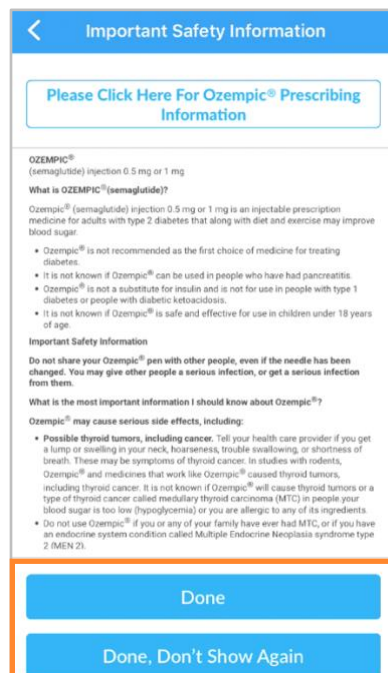 Important Safety Information
Please Click Here For Ozempic® Prescribing
Information
OZEMPIC®
(semaglutide) injection 0.5 mg or 1 mg
What is OZEMPIC®(semaglutide)?
Ozempic® (semaglutide) injection 0.5 mg or 1 mg is an injectable prescription
medicine for adults with type 2 diabetes that along with diet and exercise may improve
blood sugar.
• Ozempic® is not recommended as the first choice of medicine for treating
diabetes.
• It is not known if Ozempic® can be used in people who have had pancreatitis.
• Ozempic® is not a substitute for insulin and is not for use in people with type 1
diabetes or people with diabetic ketoacidosis.
• It is not known if Ozempic® is safe and effective for use in children under 18 years
of age.
Important Safety Information
Do not share your Ozempic® pen with other people, even if the needle has been
changed. You may give other people a serious infection, or get a serious infection
from them.
What is the most important information I should know about Ozempic®?
Ozempic® may cause serious side effects, including:
• Possible thyroid tumors, including cancer. Tell your health care provider if you get
a lump or swelling in your neck, hoarseness, trouble swallowing, or shortness of
breath. These may be symptoms of thyroid cancer. In studies with rodents,
Ozempic® and medicines that work like Ozempic® caused thyroid tumors,
including thyroid cancer. It is not known if Ozempic® will cause thyroid tumors or a
type of thyroid cancer called medullary thyroid carcinoma (MTC) in people.your
blood sugar is too low (hypoglycemia) or you are allergic to any of its ingredients.
• Do not use Ozempic® if you or any of your family have ever had MTC, or if you have
an endocrine system condition called Multiple Endocrine Neoplasia syndrome type
2 (MEN 2).
Done
Done, Don't Show Again